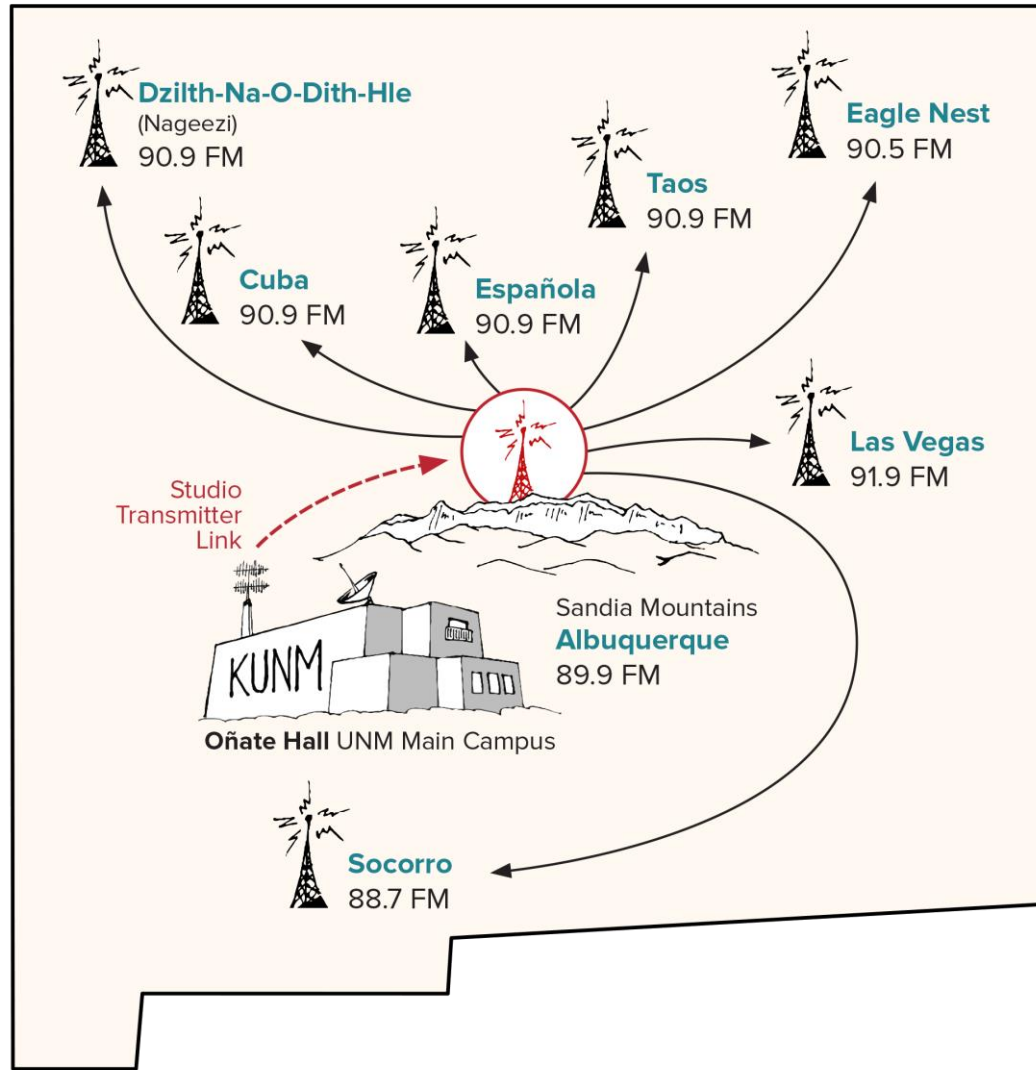 Dzilth-Na-O-Dith-Hle
(Nageezi)
90.9 FM
Eagle Nest
90.5 FM
Taos
90.9 FM
Cuba
90.9 FM
Española
90.9 FM
Las Vegas
91.9 FM
Studio
Transmitter
Link
Sandia Mountains
Albuquerque
89.9 FM
KUNM
Oñate Hall UNM Main Campus
Socorro
88.7 FM